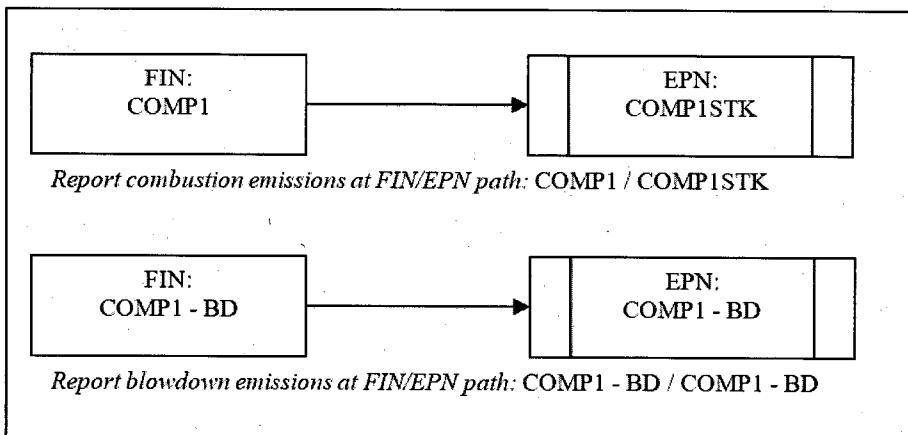 FIN:
COMP1
EPN:
COMP1STK
Report combustion emissions at FIN/EPN path: COMP1 / COMP1STK
FIN:
COMP1 - BD
EPN:
COMP1 - BD
Report blowdown emissions at FIN/EPN path: COMP1 - BD / COMP1 - BD